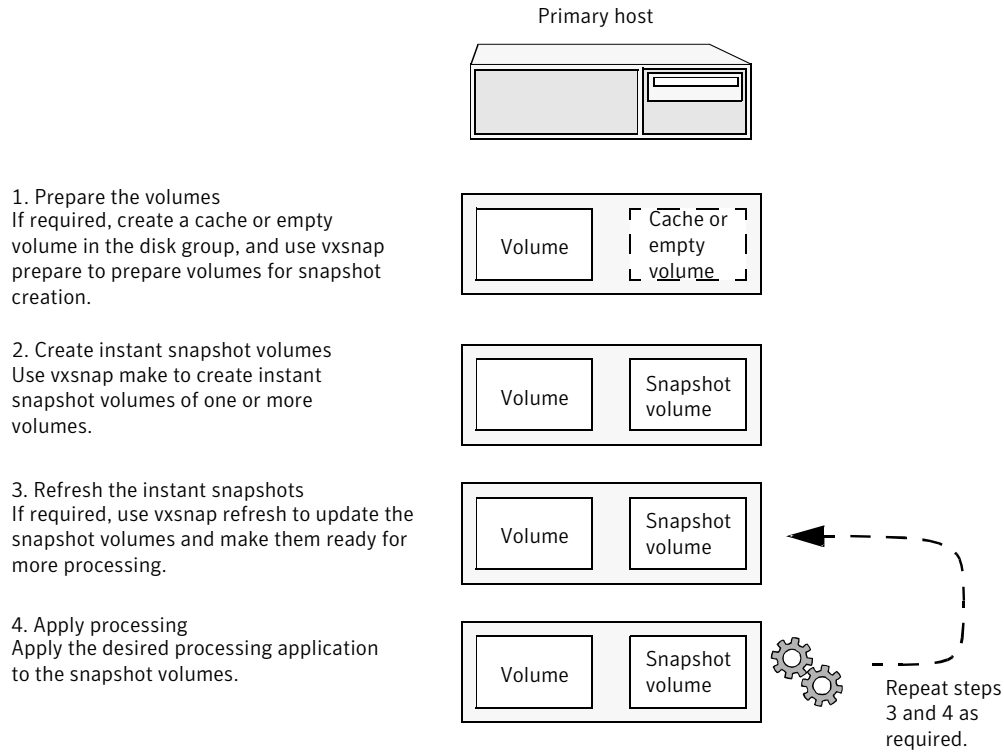 Primary host
1. Prepare the volumes
If required, create a cache or empty
volume in the disk group, and use vxsnap
prepare to prepare volumes for snapshot
creation.
Volume
Cache or
empty
volume
2. Create instant snapshot volumes
Use vxsnap make to create instant
snapshot volumes of one or more
volumes.
Volume
Snapshot
volume
3. Refresh the instant snapshots
If required, use vxsnap refresh to update the
snapshot volumes and make them ready for
more processing.
Volume
Snapshot
volume
4. Apply processing
Apply the desired processing application
to the snapshot volumes.
Volume
Snapshot
volume
Repeat steps
3 and 4 as
required.